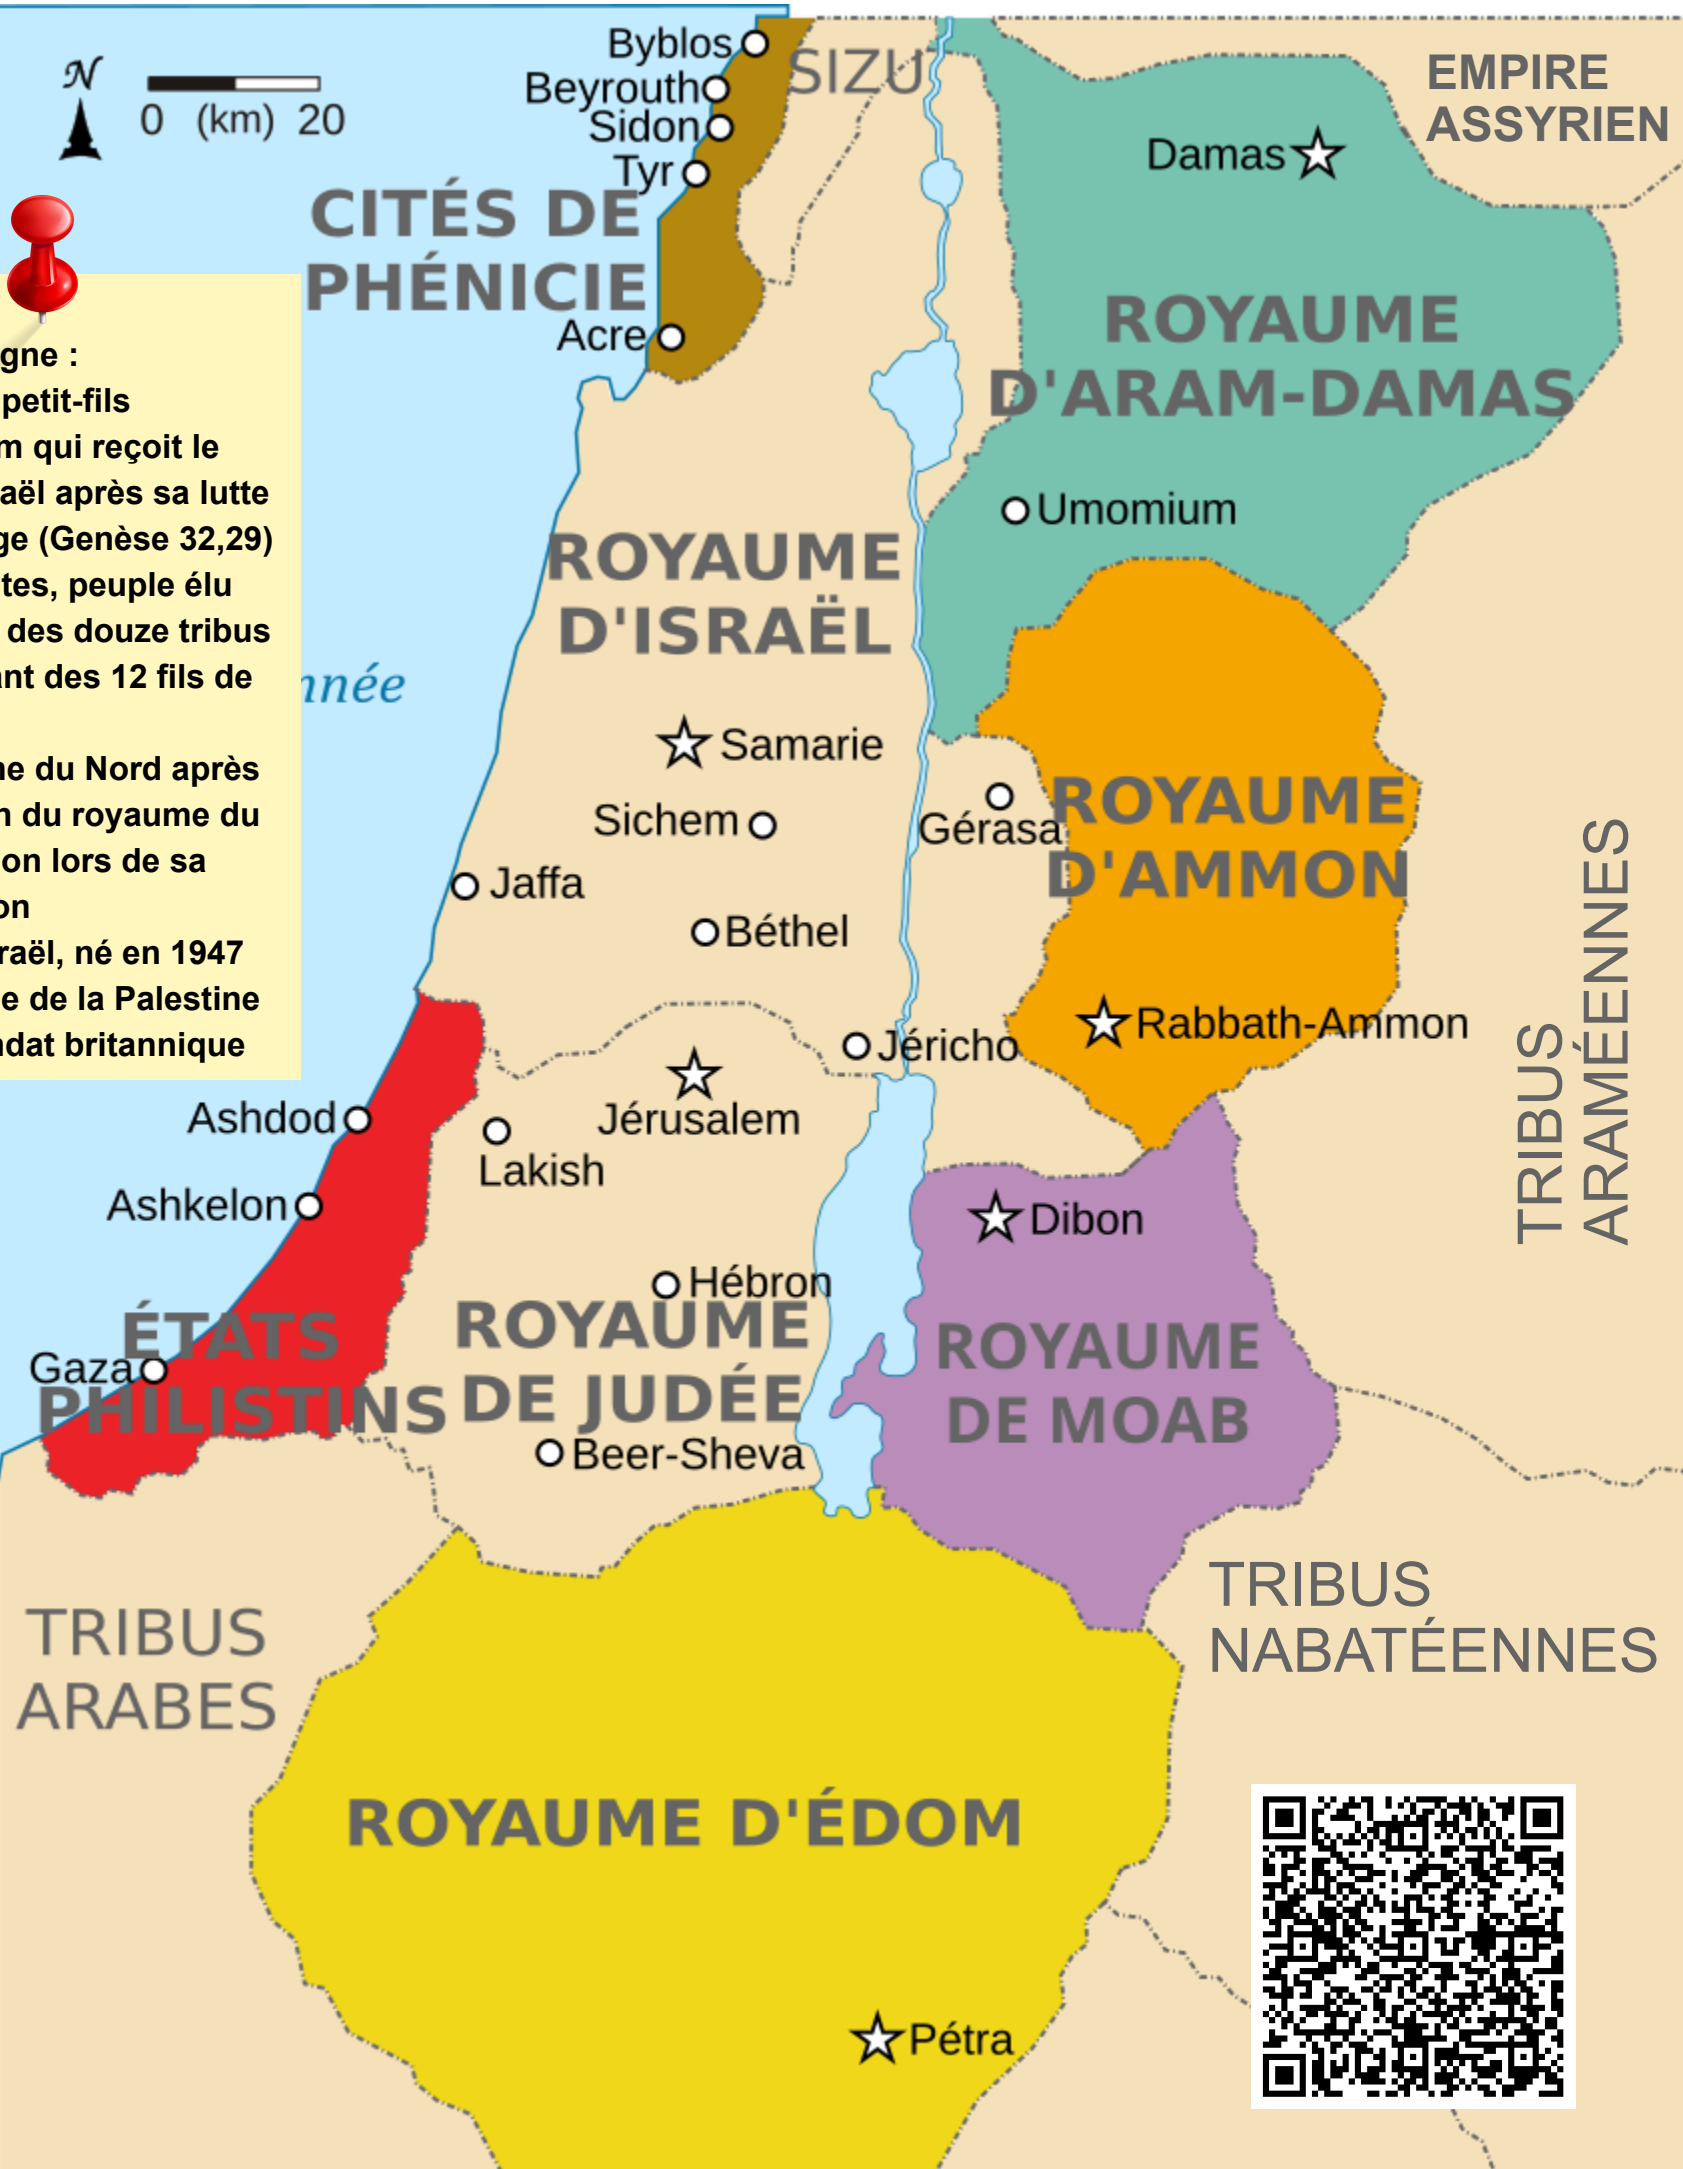 Byblos
Beyrouth
Sidon
Tyr
SIZU
EMPIRE
ASSYRIEN
N
0 (km) 20
Damas
CITÉS DE
PHÉNICIE
Acre
ROYAUME
D'ARAM-DAMAS
Umomium
gne :
petit-fils
m qui reçoit le
aël après sa lutte
ge (Genèse 32,29)
tes, peuple élu
des douze tribus
ant des 12 fils de
ne du Nord après
n du royaume du
on lors de sa
on
raël, né en 1947
e de la Palestine
ndat britannique
nnée
ROYAUME
D'ISRAËL
Samarie
Sichem
Jaffa
Béthel
Gérasa
ROYAUME
D'AMMON
Rabbath-Ammon
TRIBUS
ARAMÉENNES
Jéricho
Jérusalem
Ashdod
Lakish
Ashkelon
Dibon
Hébron
ÉTATS
PHILISTINS
Gaza
ROYAUME
DE JUDÉE
Beer-Sheva
ROYAUME
DE MOAB
TRIBUS
NABATÉENNES
TRIBUS
ARABES
ROYAUME D'ÉDOM
Pétra